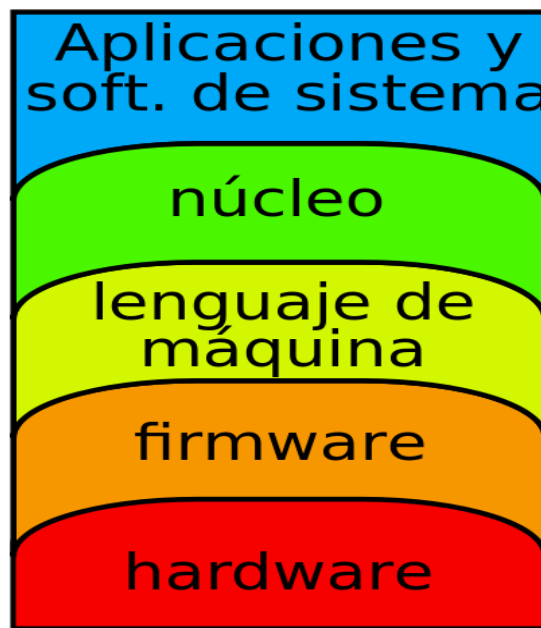 Aplicaciones y
soft. de sistema
núcleo
lenguaje de
máquina
firmware
hardware